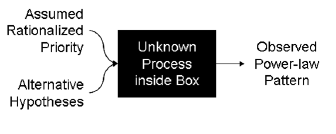 Assumed
Rationalized
Priority
Alternative
Hypotheses
Unknown
Process
inside Box
Observed
Power-law
Pattern